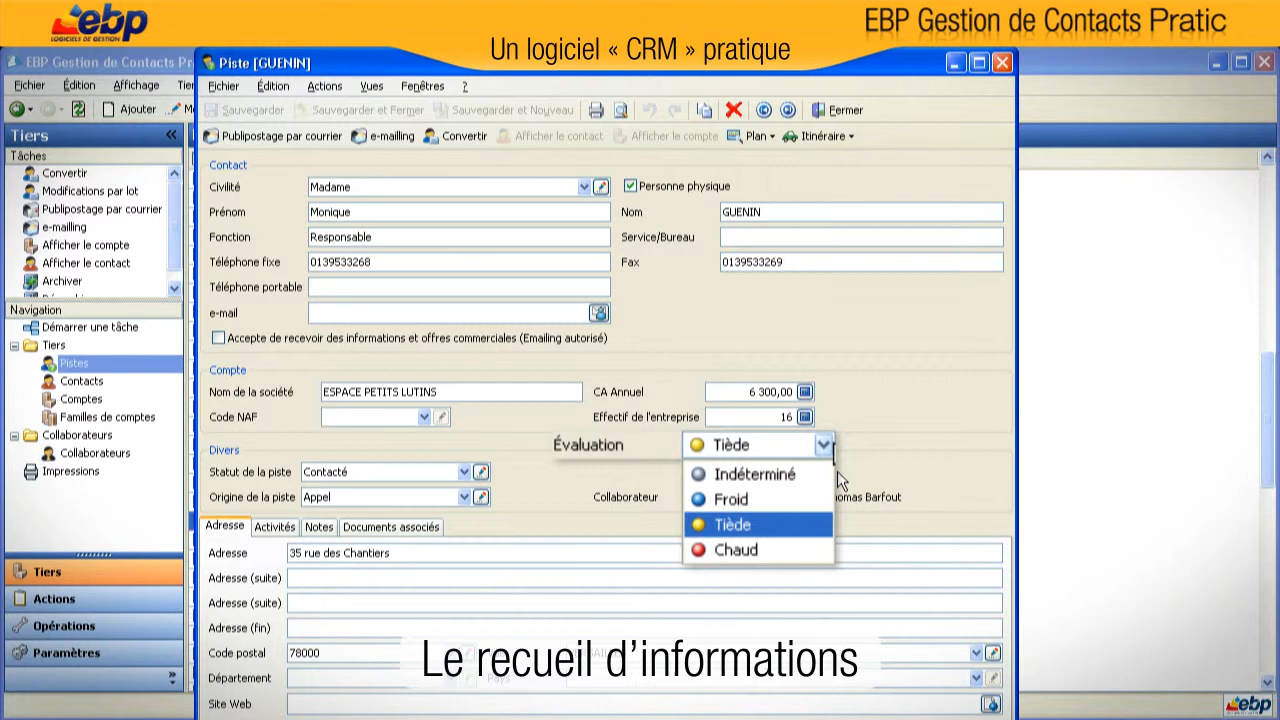 ebp
LOGICIELS DE GESTION
EBP Gestion de Contacts Pratic
Un logiciel « CRM » pratique
EBP Gestion de Contacts Pr
Piste [GUENIN]
Fichier Édition Affichage Tier
Fichier Édition Actions Vues Fenêtres ?
Ajouter
Sauvegarder Sauvegarder et Fermer Sauvegarder et Nouveau Fermer
Tiers
Publipostage par courrier e-mailling Convertir Afficher le contact Afficher le compte Plan Itinéraire
Tâches
Convertir
Modifications par lot
Publipostage par courrier
e-mailling
Afficher le compte
Afficher le contact
Archiver
Navigation
Démarrer une tâche
Tiers
Pistes
Contacts
Comptes
Familles de comptes
Collaborateurs
Collaborateurs
Impressions
Tiers
Actions
Opérations
Paramètres
Contact
Civilité Madame Personne physique
Prénom Monique Nom GUENIN
Fonction Responsable Service/Bureau
Téléphone fixe 0139533268 Fax 0139533269
Téléphone portable
e-mail
Accepte de recevoir des informations et offres commerciales (Emailing autorisé)
Compte
Nom de la société ESPACE PETITS LUTINS CA Annuel 6 300,00
Code NAF Effectif de l'entreprise 16
Divers
Évaluation Tiède
Indéterminé
Froid
Tiède
Chaud
Statut de la piste Contacté
Origine de la piste Appel Collaborateur homas Barfout
Adresse Activités Notes Documents associés
Adresse 35 rue des Chantiers
Adresse (suite)
Adresse (suite)
Adresse (fin)
Code postal 78000
Département Pays
Site Web
Le recueil d'informations
ebp